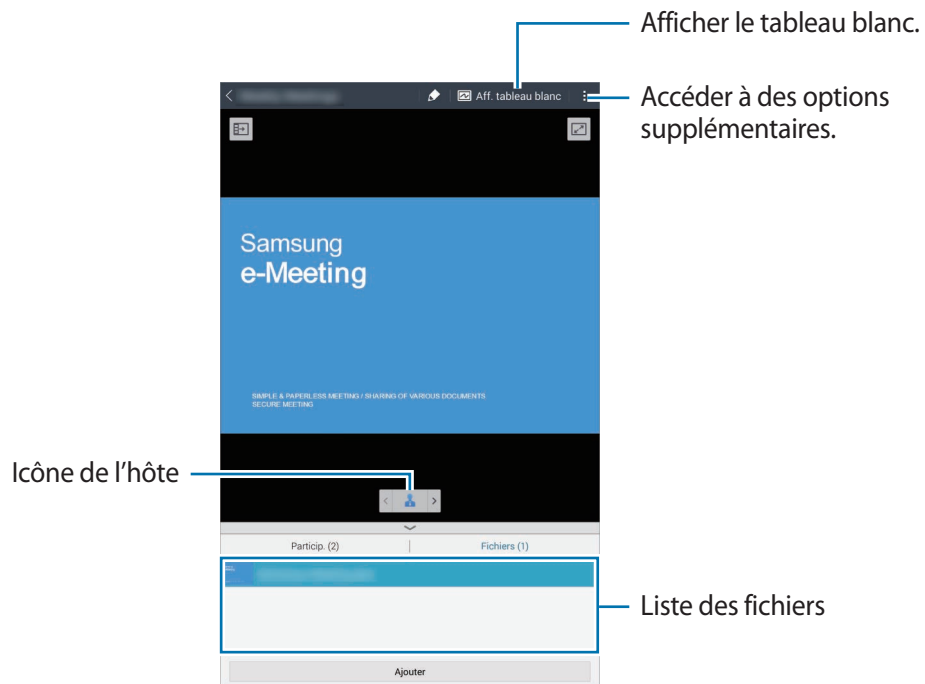 Afficher le tableau blanc.
Aff. tableau blanc
Accéder à des options
supplémentaires.
Samsung
e-Meeting
SIMPLE & PAPERLESS MEETING / SHARING OF VARIOUS DOCUMENTS
SECURE MEETING
Icône de l’hôte
Particip. (2)
Fichiers (1)
Liste des fichiers
Ajouter